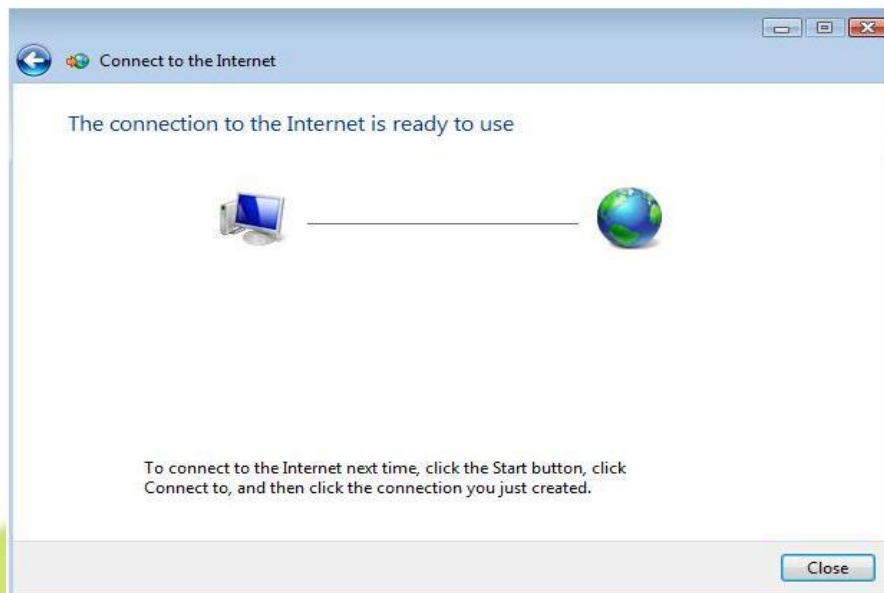 Connect to the Internet
The connection to the Internet is ready to use
To connect to the Internet next time, click the Start button, click
Connect to, and then click the connection you just created.
Close